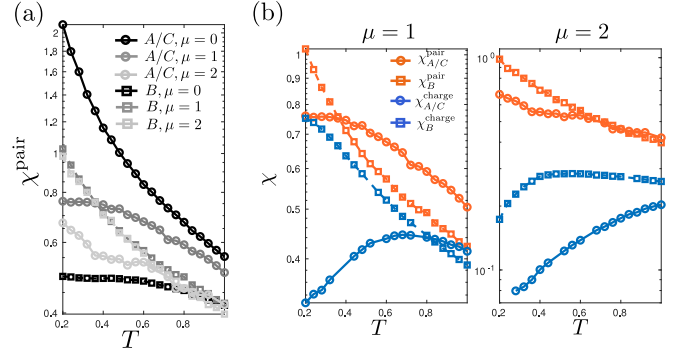 (a)
χ^pair
2
1.8
1.6
1.4
1.2
1
0.8
0.6
0.5
0.4
0.2 0.4 0.6 0.8
T
A/C, μ = 0
A/C, μ = 1
A/C, μ = 2
B, μ = 0
B, μ = 1
B, μ = 2
(b)
μ = 1
χ
1
0.9
0.8
0.7
0.6
0.5
0.4
0.2 0.4 0.6 0.8
T
χ^pair_A/C
χ^pair_B
χ^charge_A/C
χ^charge_B
μ = 2
10^0
10^-1
0.2 0.4 0.6 0.8
T